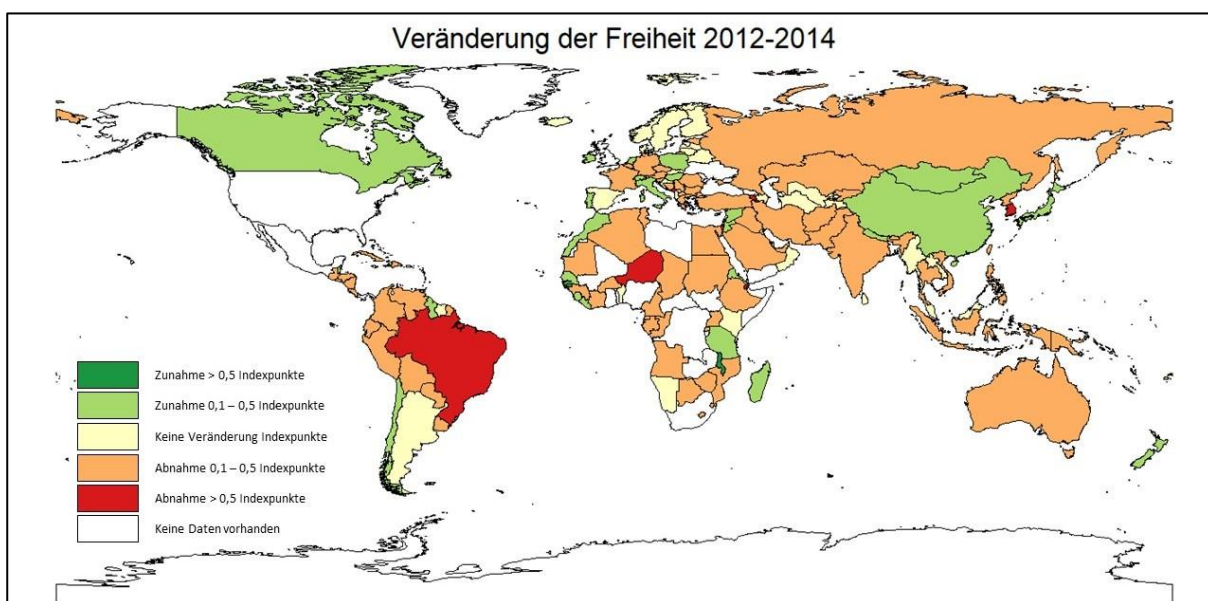 Veränderung der Freiheit 2012-2014
Zunahme > 0,5 Indexpunkte
Zunahme 0,1 – 0,5 Indexpunkte
Keine Veränderung Indexpunkte
Abnahme 0,1 – 0,5 Indexpunkte
Abnahme > 0,5 Indexpunkte
Keine Daten vorhanden